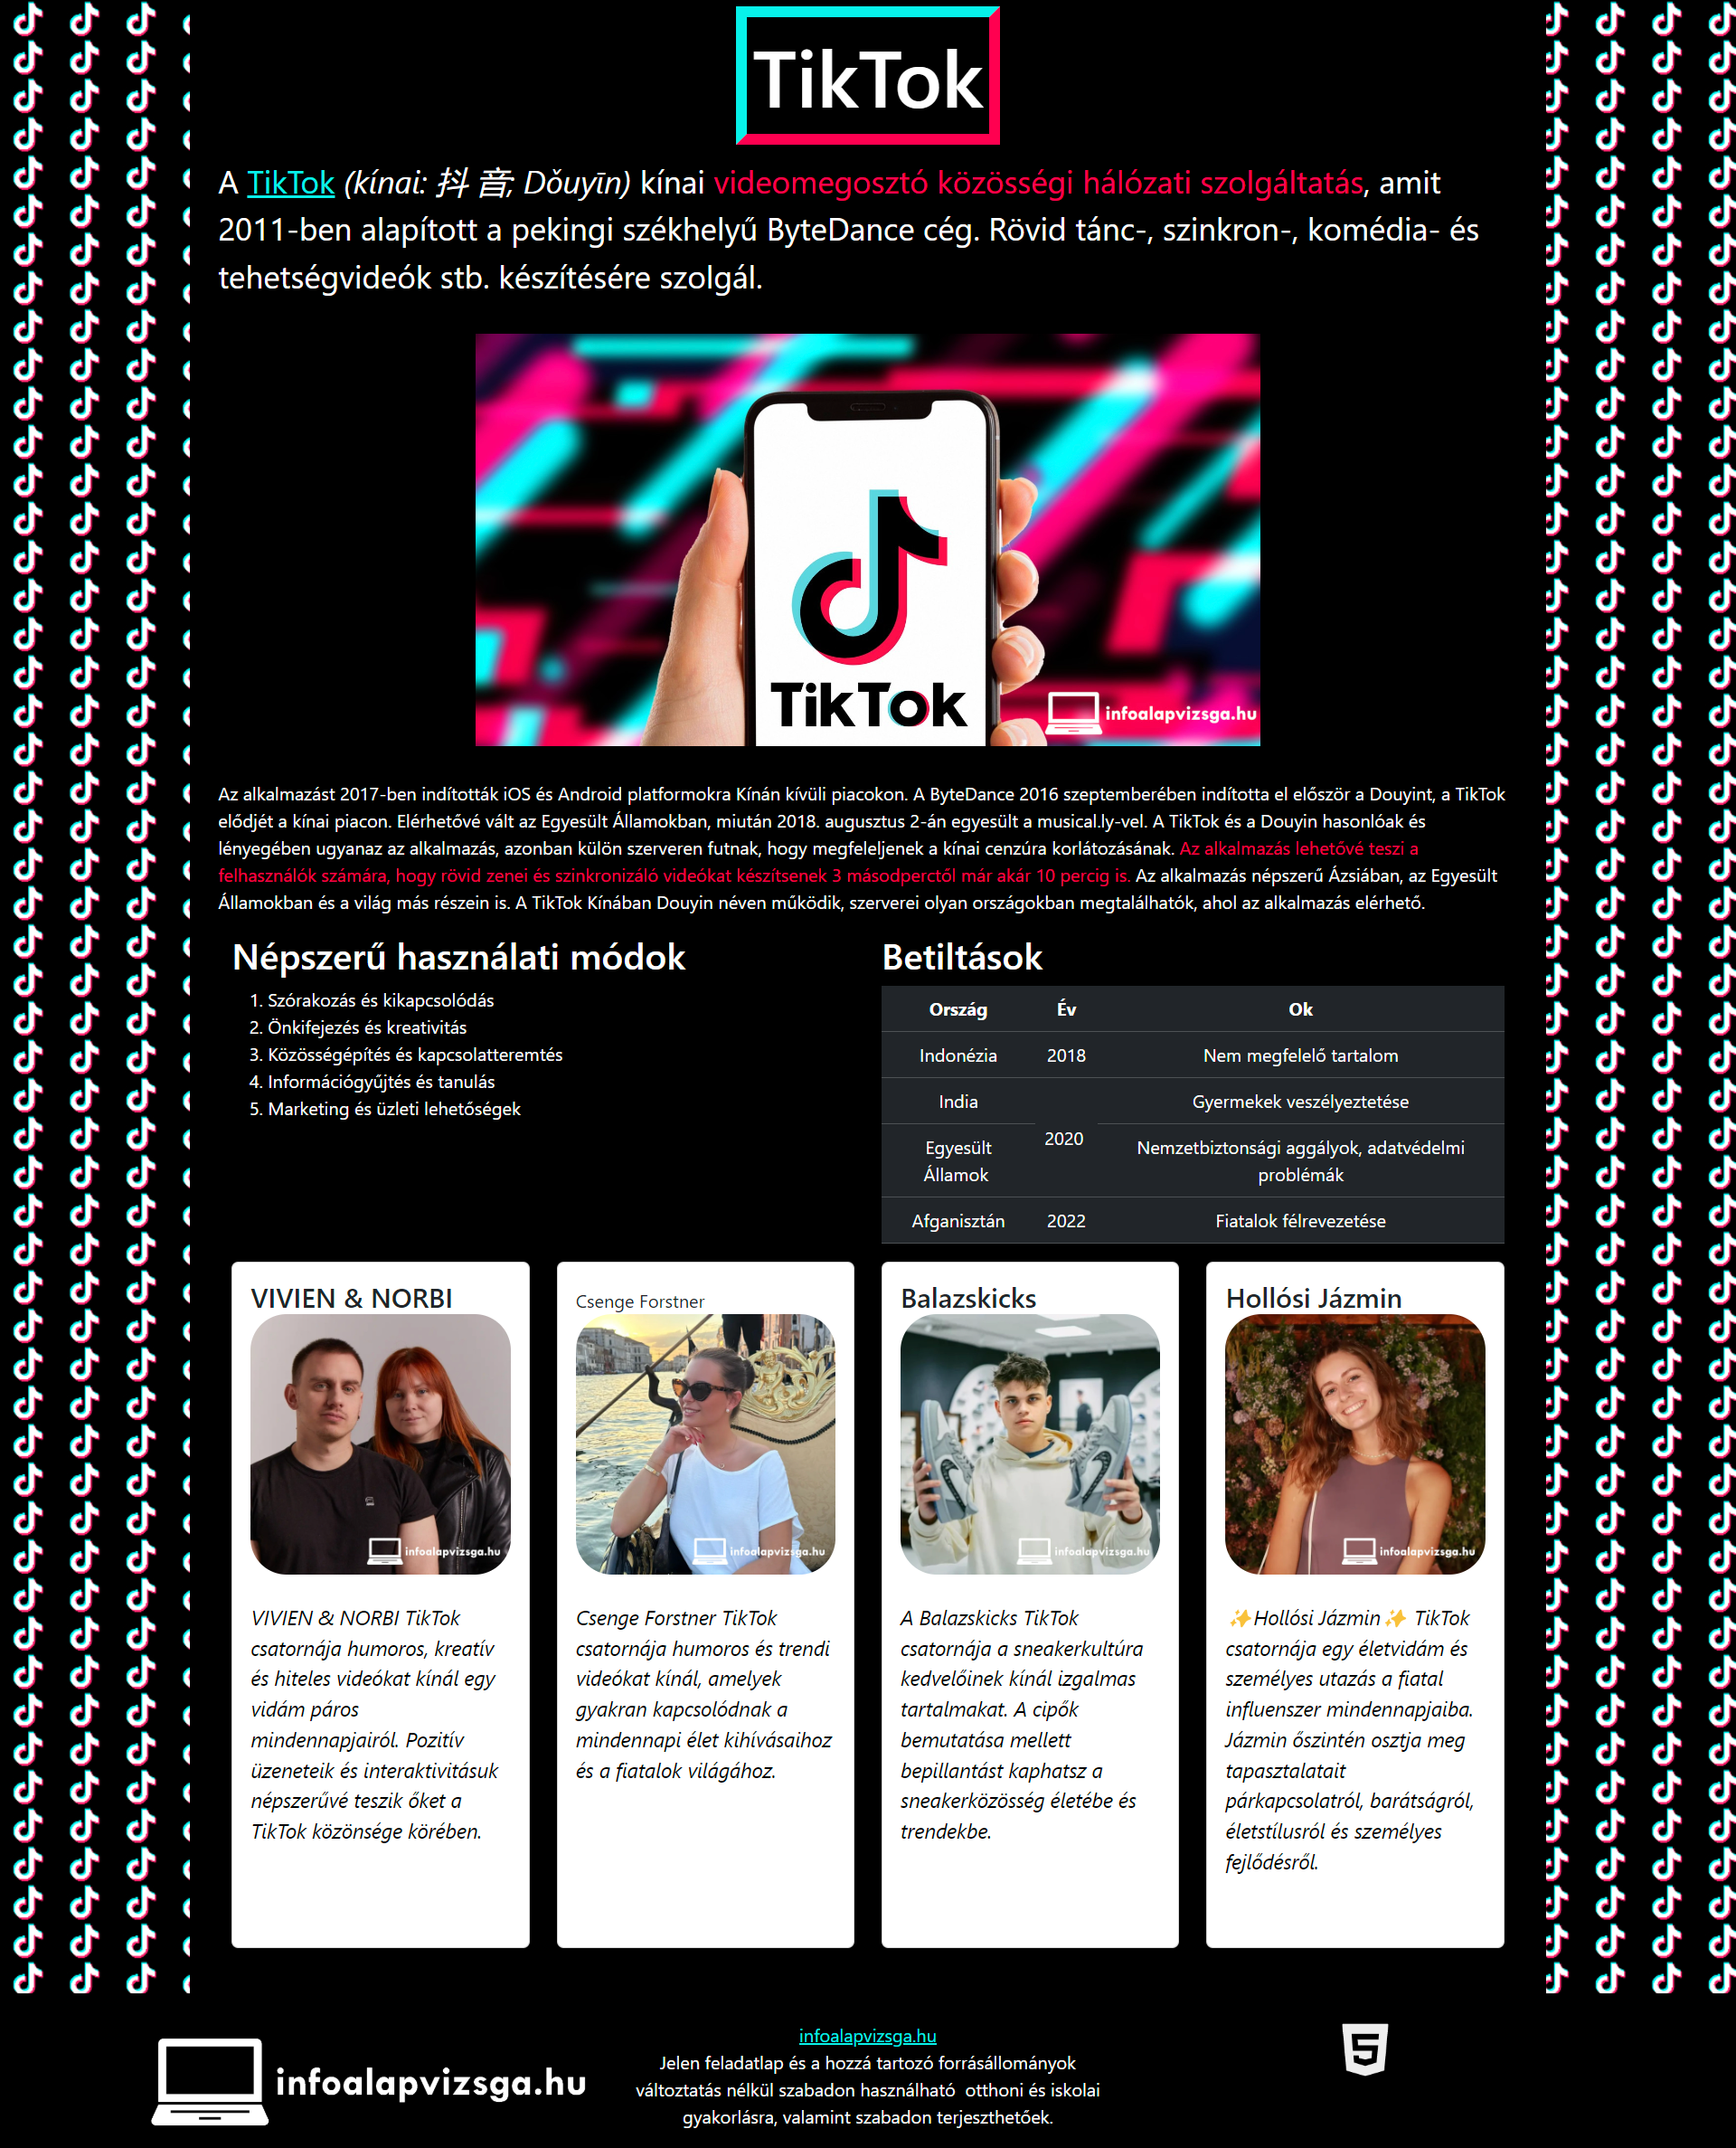 TikTok
A TikTok (kínai: 抖 音; Dǒuyīn) kínai videomegosztó közösségi hálózati szolgáltatás, amit
2011-ben alapított a pekingi székhelyű ByteDance cég. Rövid tánc-, szinkron-, komédia- és
tehetségvideók stb. készítésére szolgál.
TikTok
infoalapvizsga.hu
Az alkalmazást 2017-ben indították iOS és Android platformokra Kínán kívüli piacokon. A ByteDance 2016 szeptemberében indította el először a Douyint, a TikTok
elődjét a kínai piacon. Elérhetővé vált az Egyesült Államokban, miután 2018. augusztus 2-án egyesült a musical.ly-vel. A TikTok és a Douyin hasonlóak és
lényegében ugyanaz az alkalmazás, azonban külön szerveren futnak, hogy megfeleljenek a kínai cenzúra korlátozásának. Az alkalmazás lehetővé teszi a
felhasználók számára, hogy rövid zenei és szinkronizáló videókat készítsenek 3 másodperctől már akár 10 percig is. Az alkalmazás népszerű Ázsiában, az Egyesült
Államokban és a világ más részein is. A TikTok Kínában Douyin néven működik, szerverei olyan országokban megtalálhatók, ahol az alkalmazás elérhető.
Népszerű használati módok
1. Szórakozás és kikapcsolódás
2. Önkifejezés és kreativitás
3. Közösségépítés és kapcsolatteremtés
4. Információgyűjtés és tanulás
5. Marketing és üzleti lehetőségek
Betiltások
Ország Év Ok
Indonézia 2018 Nem megfelelő tartalom
India Gyermekek veszélyeztetése
2020
Egyesült Nemzetbiztonsági aggályok, adatvédelmi
Államok problémák
Afganisztán 2022 Fiatalok félrevezetése
VIVIEN & NORBI
infoalapvizsga.hu
VIVIEN & NORBI TikTok
csatornája humoros, kreatív
és hiteles videókat kínál egy
vidám páros
mindennapjairól. Pozitív
üzeneteik és interaktivitásuk
népszerűvé teszik őket a
TikTok közönsége körében.
Csenge Forstner
infoalapvizsga.hu
Csenge Forstner TikTok
csatornája humoros és trendi
videókat kínál, amelyek
gyakran kapcsolódnak a
mindennapi élet kihívásaihoz
és a fiatalok világához.
Balazskicks
infoalapvizsga.hu
A Balazskicks TikTok
csatornája a sneakerkultúra
kedvelőinek kínál izgalmas
tartalmakat. A cipők
bemutatása mellett
bepillantást kaphatsz a
sneakerközösség életébe és
trendekbe.
Hollósi Jázmin
infoalapvizsga.hu
✨Hollósi Jázmin✨ TikTok
csatornája egy életvidám és
személyes utazás a fiatal
influenszer mindennapjaiba.
Jázmin őszintén osztja meg
tapasztalatait
párkapcsolatról, barátságról,
életstílusról és személyes
fejlődésről.
infoalapvizsga.hu
infoalapvizsga.hu
Jelen feladatlap és a hozzá tartozó forrásállományok
változtatás nélkül szabadon használható otthoni és iskolai
gyakorlásra, valamint szabadon terjeszthetőek.
5